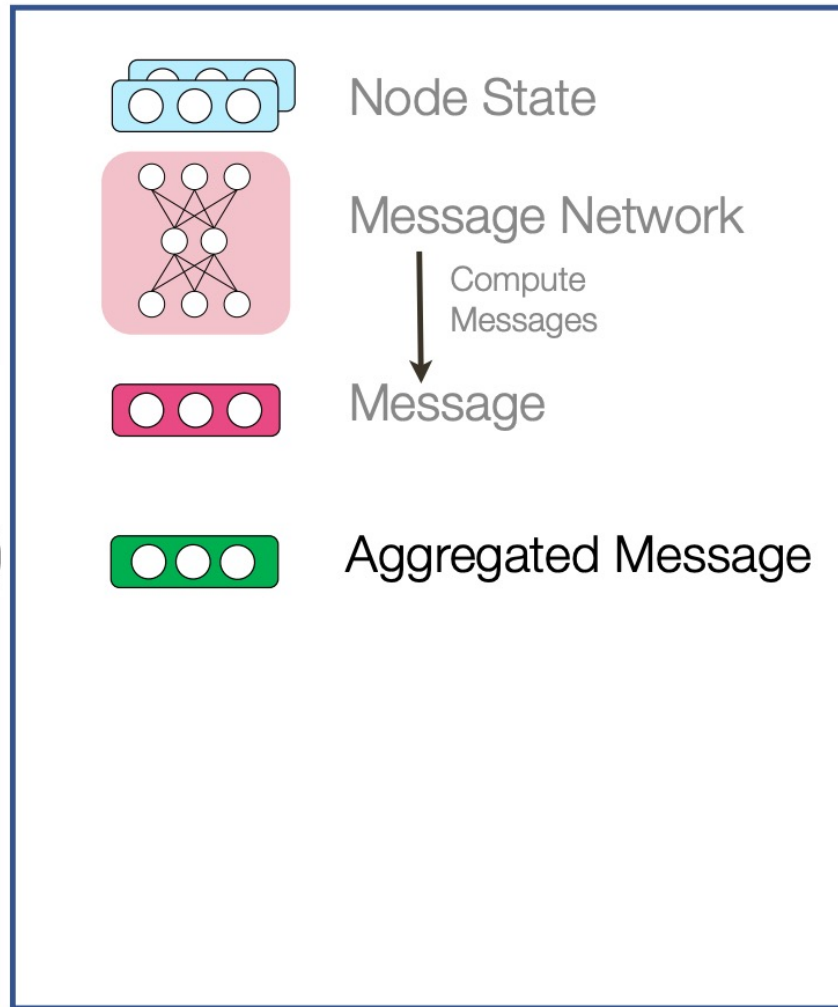 Node State
Message Network
Compute
Messages
Message
Aggregated Message